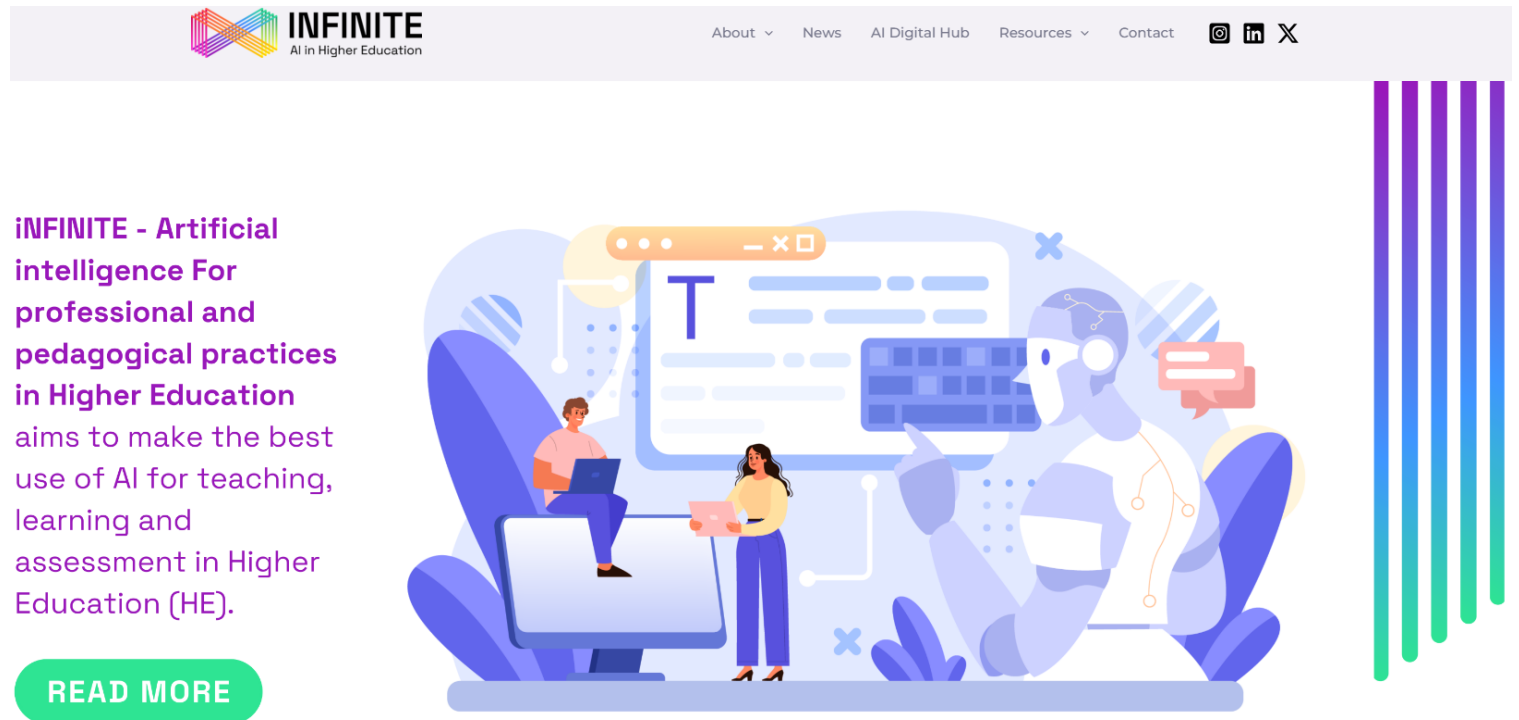 INFINITE
AI in Higher Education
About
News
AI Digital Hub
Resources
Contact
iNFINITE - Artificial
intelligence For
professional and
pedagogical practices
in Higher Education
aims to make the best
use of AI for teaching,
learning and
assessment in Higher
Education (HE).
T
READ MORE